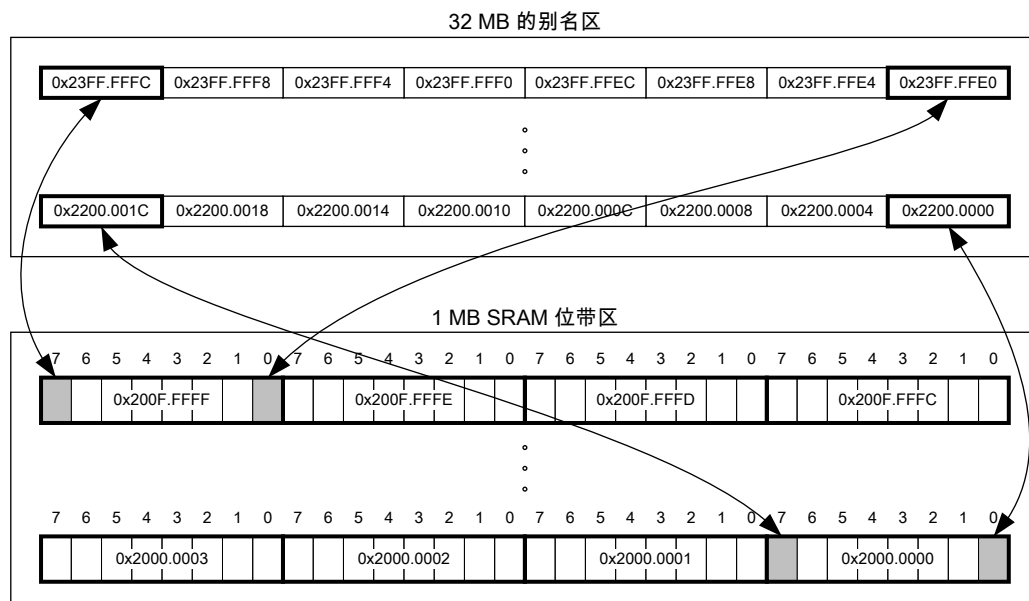 32 MB 的别名区
0x23FF.FFFC 0x23FF.FFF8 0x23FF.FFF4 0x23FF.FFF0 0x23FF.FFEC 0x23FF.FFE8 0x23FF.FFE4 0x23FF.FFE0
0x2200.001C 0x2200.0018 0x2200.0014 0x2200.0010 0x2200.000C 0x2200.0008 0x2200.0004 0x2200.0000
1 MB SRAM 位带区
7 6 5 4 3 2 1 0 7 6 5 4 3 2 1 0 7 6 5 4 3 2 1 0 7 6 5 4 3 2 1 0
0x200F.FFFF 0x200F.FFFE 0x200F.FFFD 0x200F.FFFC
7 6 5 4 3 2 1 0 7 6 5 4 3 2 1 0 7 6 5 4 3 2 1 0 7 6 5 4 3 2 1 0
0x2000.0003 0x2000.0002 0x2000.0001 0x2000.0000